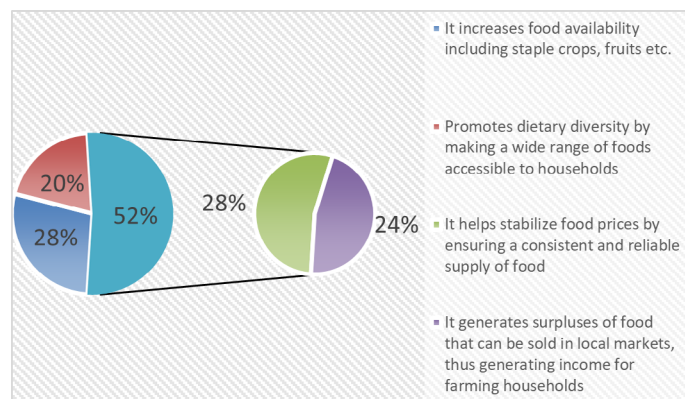 20%
52%
28%
28%
24%
It increases food availability
including staple crops, fruits etc.
Promotes dietary diversity by
making a wide range of foods
accessible to households
It helps stabilize food prices by
ensuring a consistent and reliable
supply of food
It generates surpluses of food
that can be sold in local markets,
thus generating income for
farming households